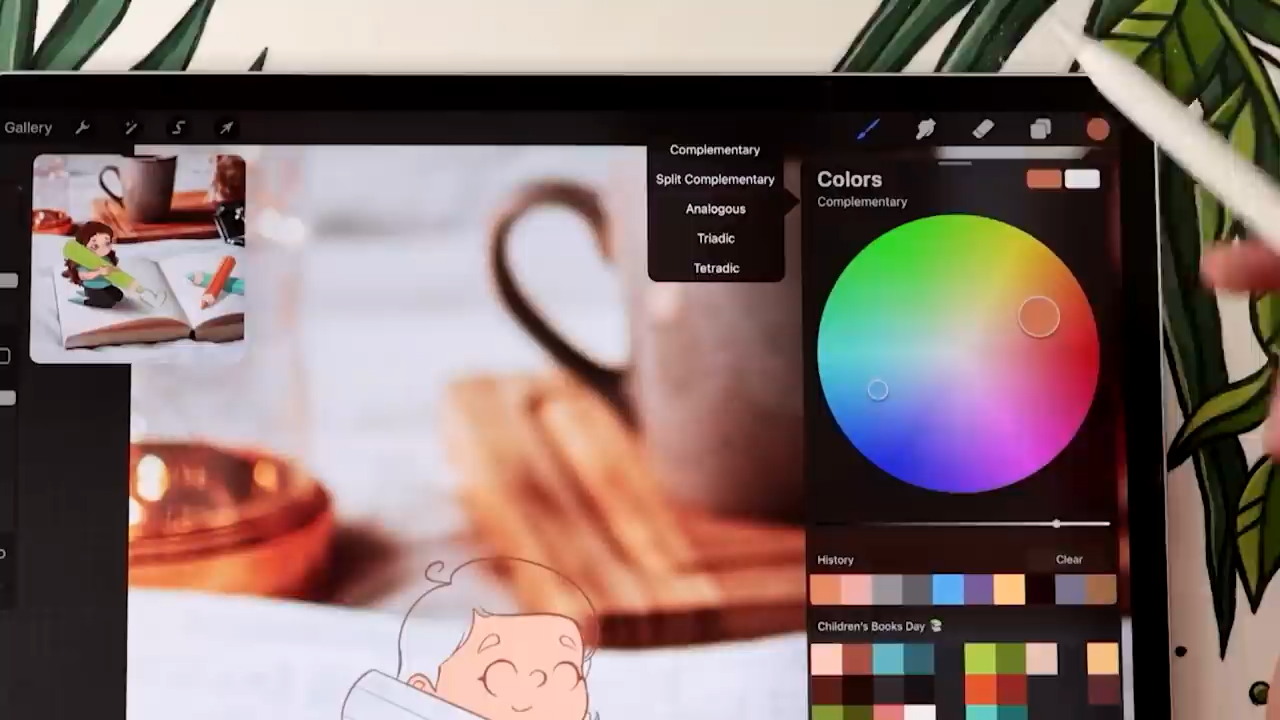 Gallery
Complementary
Split Complementary
Analogous
Triadic
Tetradic
Colors
Complementary
History
Clear
Children's Books Day